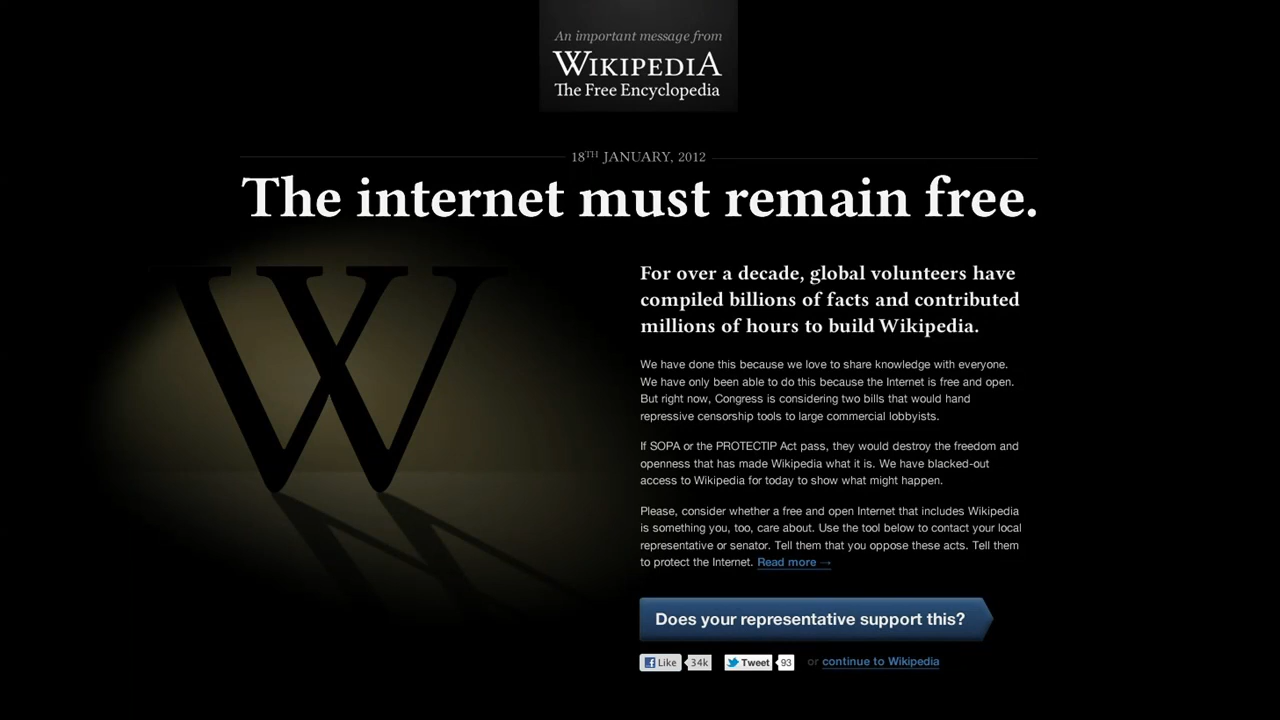 An important message from
WIKIPEDIA
The Free Encyclopedia
18TH JANUARY, 2012
The internet must remain free.
W
For over a decade, global volunteers have
compiled billions of facts and contributed
millions of hours to build Wikipedia.
We have done this because we love to share knowledge with everyone.
We have only been able to do this because the Internet is free and open.
But right now, Congress is considering two bills that would hand
repressive censorship tools to large commercial lobbyists.
If SOPA or the PROTECTIP Act pass, they would destroy the freedom and
openness that has made Wikipedia what it is. We have blacked-out
access to Wikipedia for today to show what might happen.
Please, consider whether a free and open Internet that includes Wikipedia
is something you, too, care about. Use the tool below to contact your local
representative or senator. Tell them that you oppose these acts. Tell them
to protect the Internet. Read more →
Does your representative support this?
Like 34k Tweet 93 or continue to Wikipedia